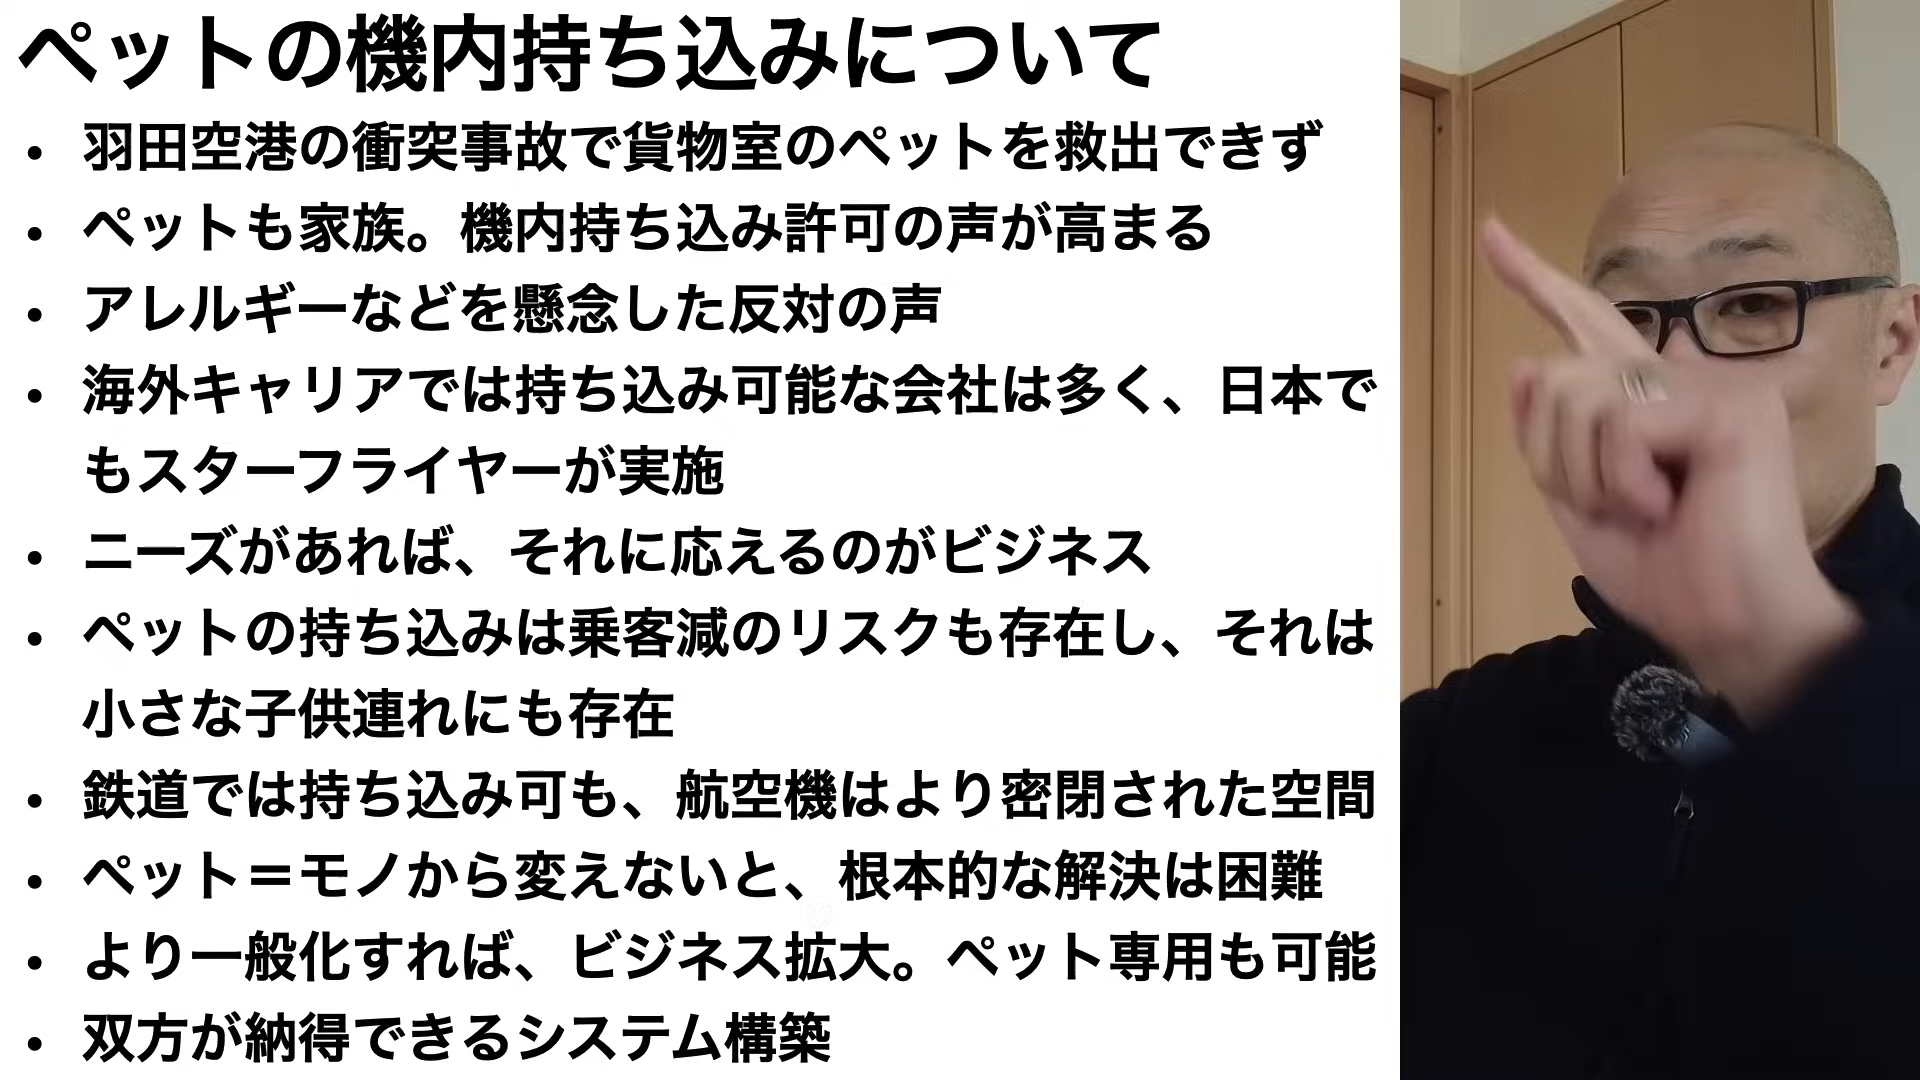 ペットの機内持ち込みについて
• 羽田空港の衝突事故で貨物室のペットを救出できず
• ペットも家族。機内持ち込み許可の声が高まる
• アレルギーなどを懸念した反対の声
• 海外キャリアでは持ち込み可能な会社は多く、日本で
もスターフライヤーが実施
• ニーズがあれば、それに応えるのがビジネス
• ペットの持ち込みは乗客減のリスクも存在し、それは
小さな子供連れにも存在
• 鉄道では持ち込み可も、航空機はより密閉された空間
• ペット＝モノから変えないと、根本的な解決は困難
• より一般化すれば、ビジネス拡大。ペット専用も可能
• 双方が納得できるシステム構築